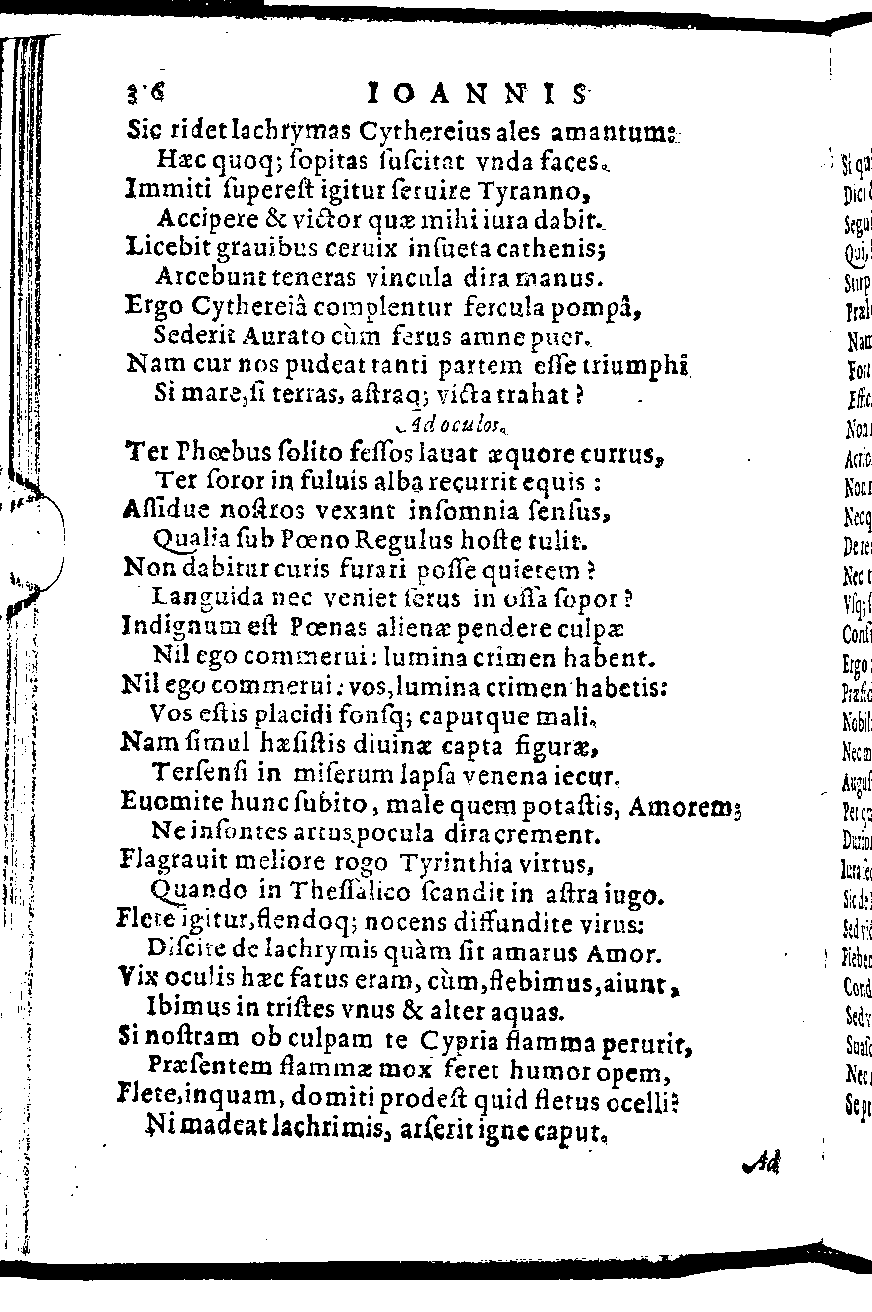 3 6 IOANNIS
Sic ridet lachrymas Cythereius ales amantum:
Hæc quoq; ſopitas ſuſcitat vnda faces.
Immiti ſupereſt igitur ſeruire Tyranno,
Accipere & victor quæ mihi iura dabit.
Licebit grauibus ceruix inſueta cathenis;
Arcebunt teneras vincula dira manus.
Ergo Cythereiâ complentur fercula pompâ,
Sederit Aurato cùm ferus amne puer.
Nam cur nos pudeat tanti partem eſſe triumphi
Si mare, ſi terras, aſtraq; victa trahat?
Ad oculos.
Ter Phœbus ſolito feſſos lauat æquore currus,
Ter ſoror in fuluis alba recurrit equis:
Aſſidue noſtros vexant inſomnia ſenſus,
Qualia ſub Pœno Regulus hoſte tulit.
Non dabitur curis furari poſſe quietem?
Languida nec veniet ſerus in oſſa ſopor?
Indignum eſt Pœnas alienæ pendere culpæ
Nil ego commerui: lumina crimen habent.
Nil ego commerui: vos, lumina crimen habetis:
Vos eſtis placidi fonſq; caputque mali.
Nam ſimul hæſiſtis diuinæ capta figuræ,
Terſenſi in miſerum lapſa venena iecur.
Euomite hunc ſubito, male quem potaſtis, Amorem;
Ne inſontes artus pocula dira crement.
Flagrauit meliore rogo Tyrinthia virtus,
Quando in Theſſalico ſcandit in aſtra iugo.
Flete igitur, flendoq; nocens diffundite virus:
Diſcite de lachrymis quàm ſit amarus Amor.
Vix oculis hæc fatus eram, cùm, flebimus, aiunt,
Ibimus in triſtes vnus & alter aquas.
Si noſtram ob culpam te Cypria flamma perurit,
Præſentem flammæ mox feret humor opem,
Flete, inquam, domiti prodeſt quid fletus ocelli?
Ni madeat lachrimis, arſerit igne caput.
Ad